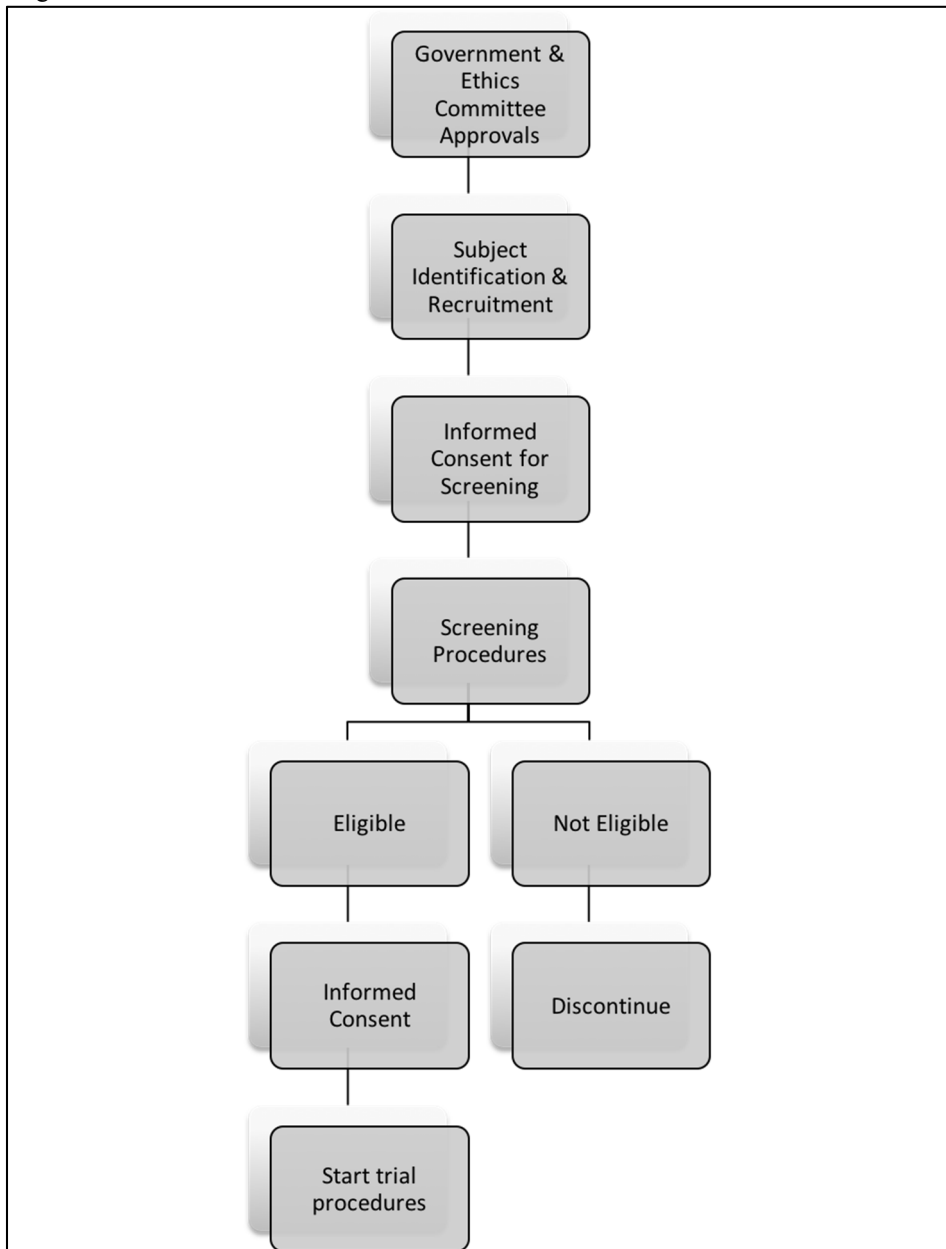 Government &
Ethics
Committee
Approvals
Subject
Identification &
Recruitment
Informed
Consent for
Screening
Screening
Procedures
Eligible
Not Eligible
Informed
Consent
Discontinue
Start trial
procedures